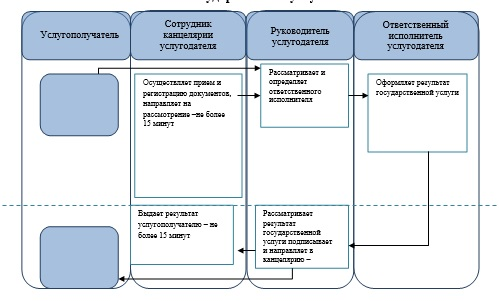 Услугополучатель
Сотрудник
канцелярии
услугодателя
Руководитель
услугодателя
Ответственный
исполнитель
услугодателя
Осуществляет прием и
регистрацию документов,
направляет на
рассмотрение –не более
15 минут
Рассматривает и
определяет
ответственного
исполнителя
Оформляет результат
государственной услуги
Выдает результат
услугополучателю – не
более 15 минут
Рассматривает
результат
государственной
услуги подписывает
и направляет в
канцелярию –